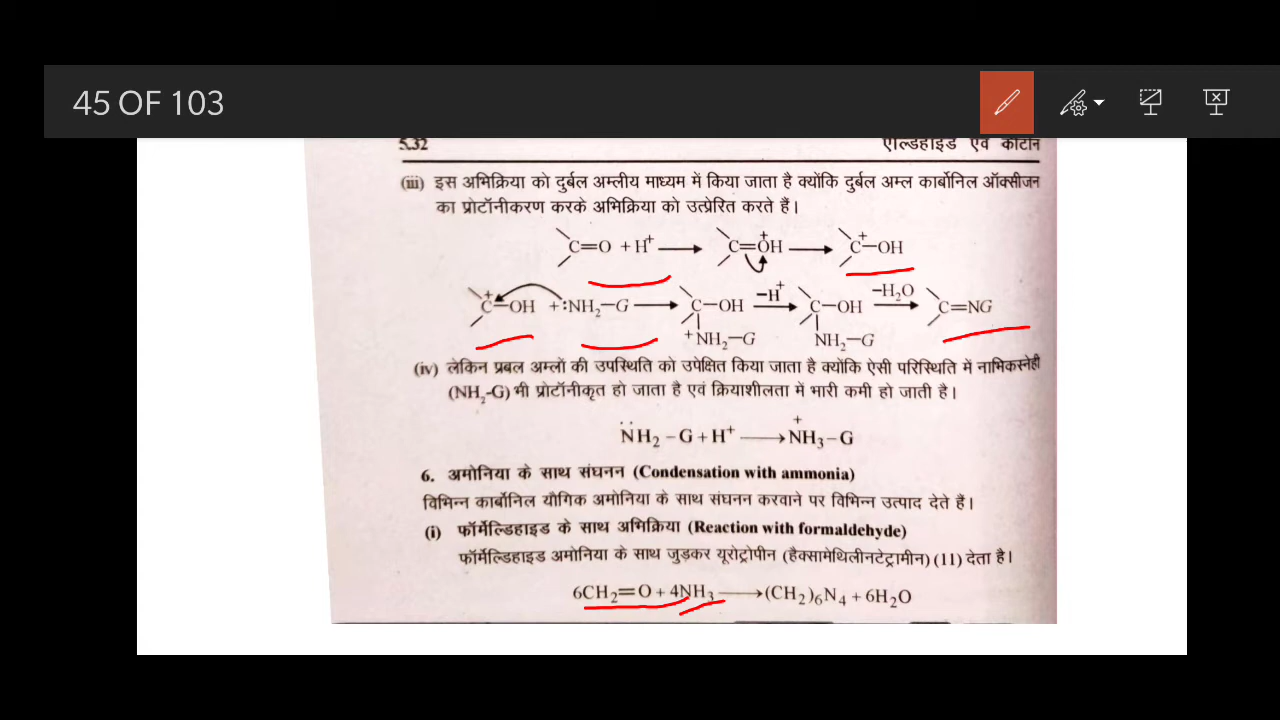 45 OF 103
5.32 ऐल्डिहाइड एवं कीटोन
(iii) इस अभिक्रिया को दुर्बल अम्लीय माध्यम में किया जाता है क्योंकि दुर्बल अम्ल कार्बोनिल ऑक्सीजन
का प्रोटॉनीकरण करके अभिक्रिया को उत्प्रेरित करते हैं।
C=O + H⁺ ⟶ C=O⁺H ⟶ C⁺–OH
C⁺–OH + :NH₂–G ⟶ C–OH –H⁺ ⟶ C–OH –H₂O ⟶ C=NG
⁺NH₂–G NH₂–G
(iv) लेकिन प्रबल अम्लों की उपस्थिति को उपेक्षित किया जाता है क्योंकि ऐसी परिस्थिति में नाभिकस्नेही
(NH₂-G) भी प्रोटॉनीकृत हो जाता है एवं क्रियाशीलता में भारी कमी हो जाती है।
N̈H₂ – G + H⁺ ⟶ N⁺H₃ – G
6. अमोनिया के साथ संघनन (Condensation with ammonia)
विभिन्न कार्बोनिल यौगिक अमोनिया के साथ संघनन करवाने पर विभिन्न उत्पाद देते हैं।
(i) फॉर्मेल्डिहाइड के साथ अभिक्रिया (Reaction with formaldehyde)
फॉर्मेल्डिहाइड अमोनिया के साथ जुड़कर यूरोट्रोपीन (हैक्सामेथिलीनटेट्रामीन) (11) देता है।
6CH₂=O + 4NH₃ ⟶ (CH₂)₆N₄ + 6H₂O